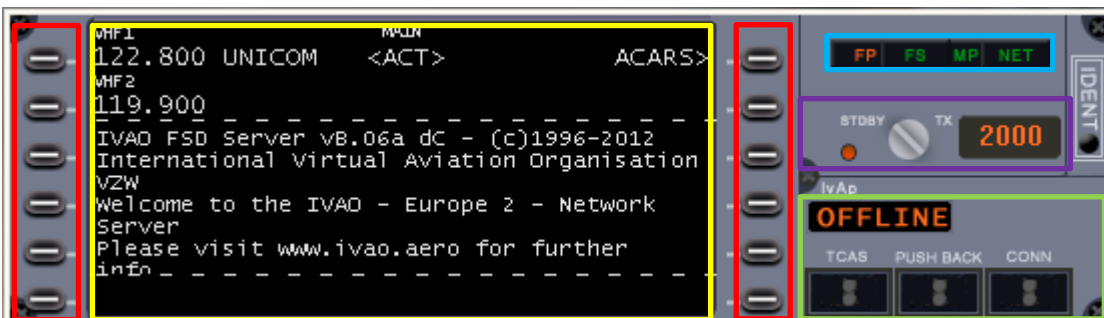 VHF1 MAIN
122.800 UNICOM <ACT> ACARS>
VHF2
119.900
IVAO FSD Server vB.06a dC - (c)1996-2012
International Virtual Aviation Organisation
VZW
Welcome to the IVAO - Europe 2 - Network
Server
Please visit www.ivao.aero for further
info
FP FS MP NET
IDENT
STDBY TX 2000
IvAp
OFFLINE
TCAS PUSH BACK CONN